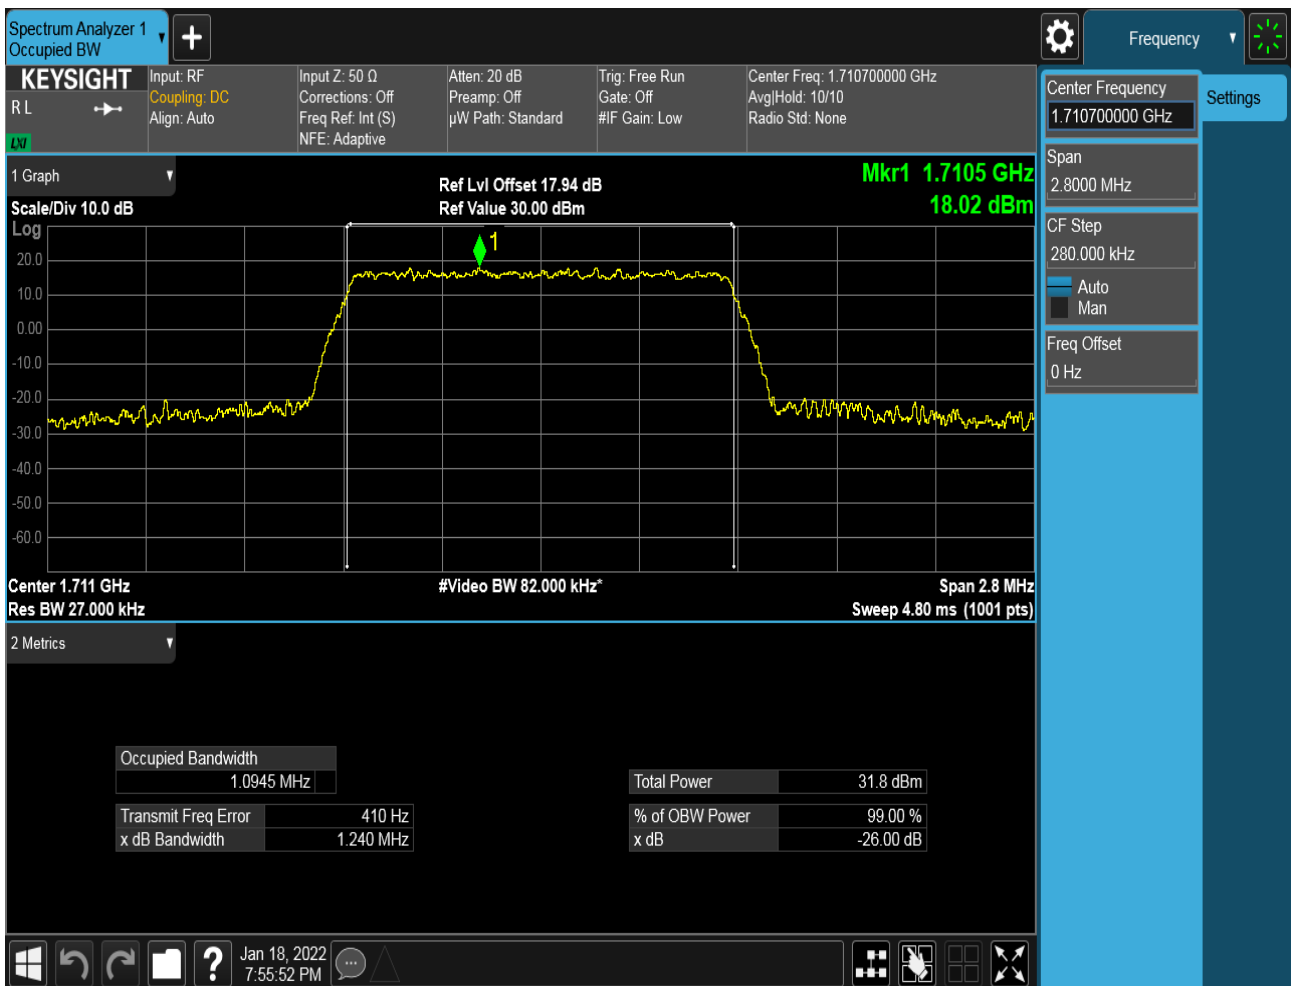 Spectrum Analyzer 1
Occupied BW
Frequency
KEYSIGHT
R L
LXI
Input: RF
Coupling: DC
Align: Auto
Input Z: 50 Ω
Corrections: Off
Freq Ref: Int (S)
NFE: Adaptive
Atten: 20 dB
Preamp: Off
µW Path: Standard
Trig: Free Run
Gate: Off
#IF Gain: Low
Center Freq: 1.710700000 GHz
Avg|Hold: 10/10
Radio Std: None
Center Frequency
1.710700000 GHz
Settings
Span
2.8000 MHz
CF Step
280.000 kHz
Auto
Man
Freq Offset
0 Hz
1 Graph
Scale/Div 10.0 dB
Ref Lvl Offset 17.94 dB
Ref Value 30.00 dBm
Mkr1 1.7105 GHz
18.02 dBm
Log
1
20.0
10.0
0.00
-10.0
-20.0
-30.0
-40.0
-50.0
-60.0
Center 1.711 GHz
Res BW 27.000 kHz
#Video BW 82.000 kHz*
Span 2.8 MHz
Sweep 4.80 ms (1001 pts)
2 Metrics
Occupied Bandwidth
1.0945 MHz
Transmit Freq Error 410 Hz
x dB Bandwidth 1.240 MHz
Total Power 31.8 dBm
% of OBW Power 99.00 %
x dB -26.00 dB
?
Jan 18, 2022
7:55:52 PM